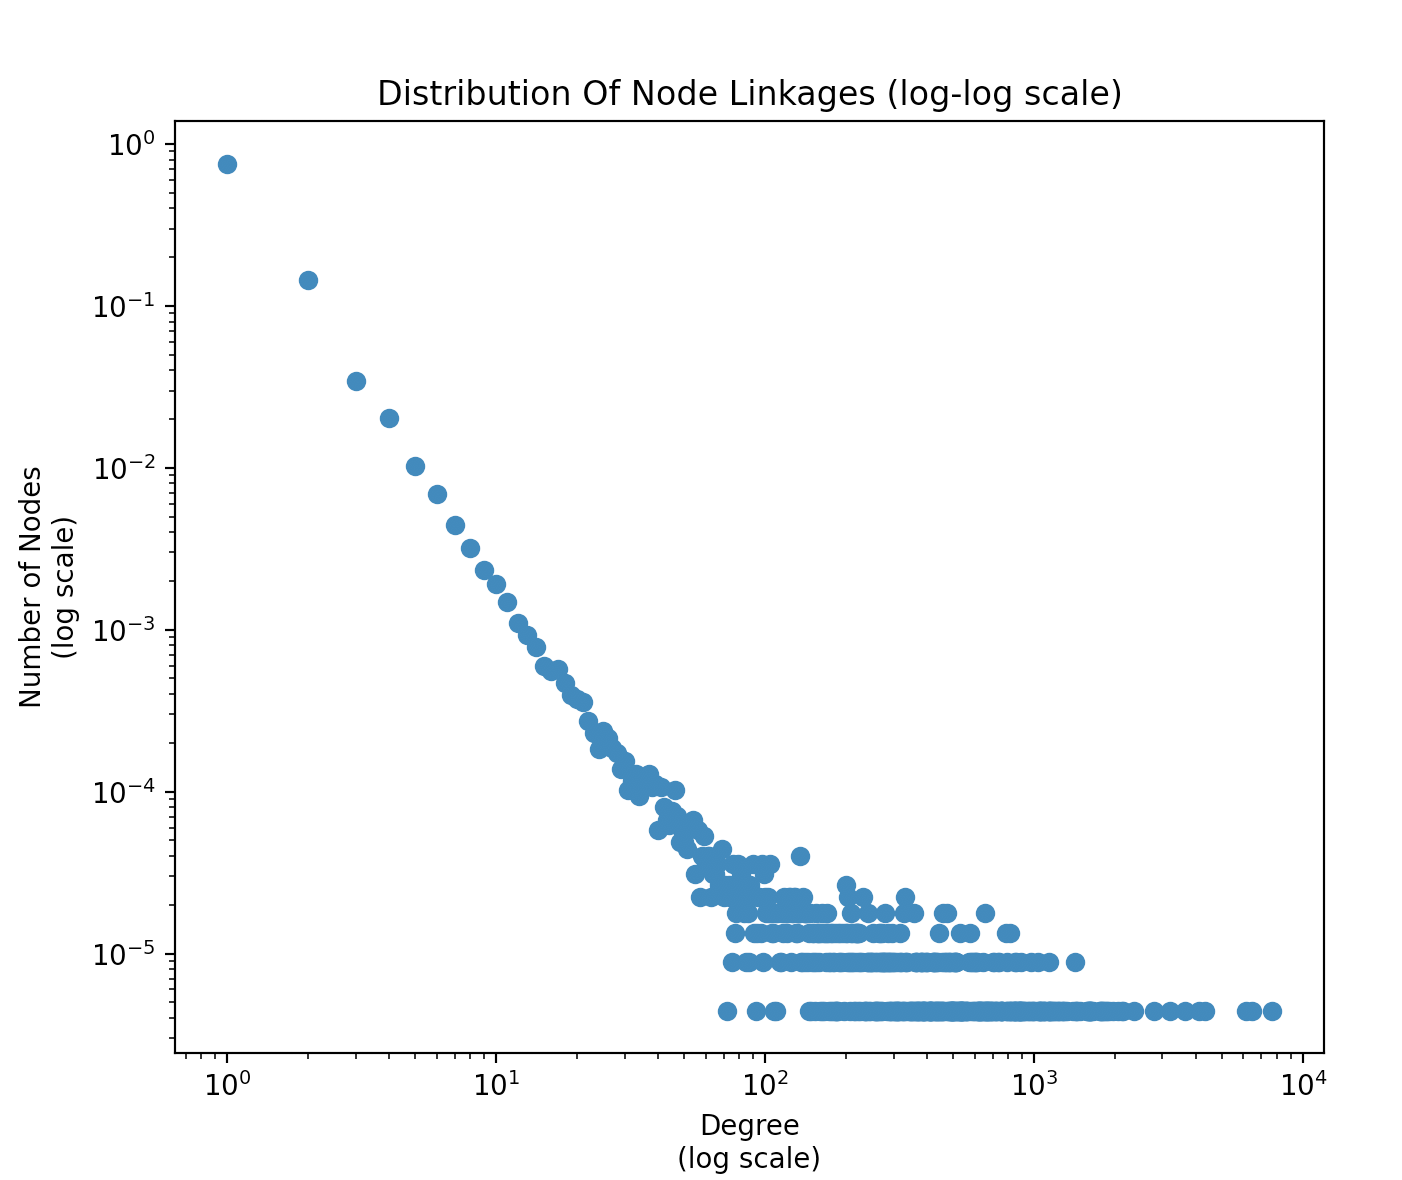 Distribution Of Node Linkages (log-log scale)
Number of Nodes
(log scale)
10⁰
10⁻¹
10⁻²
10⁻³
10⁻⁴
10⁻⁵
10⁰ 10¹ 10² 10³ 10⁴
Degree
(log scale)